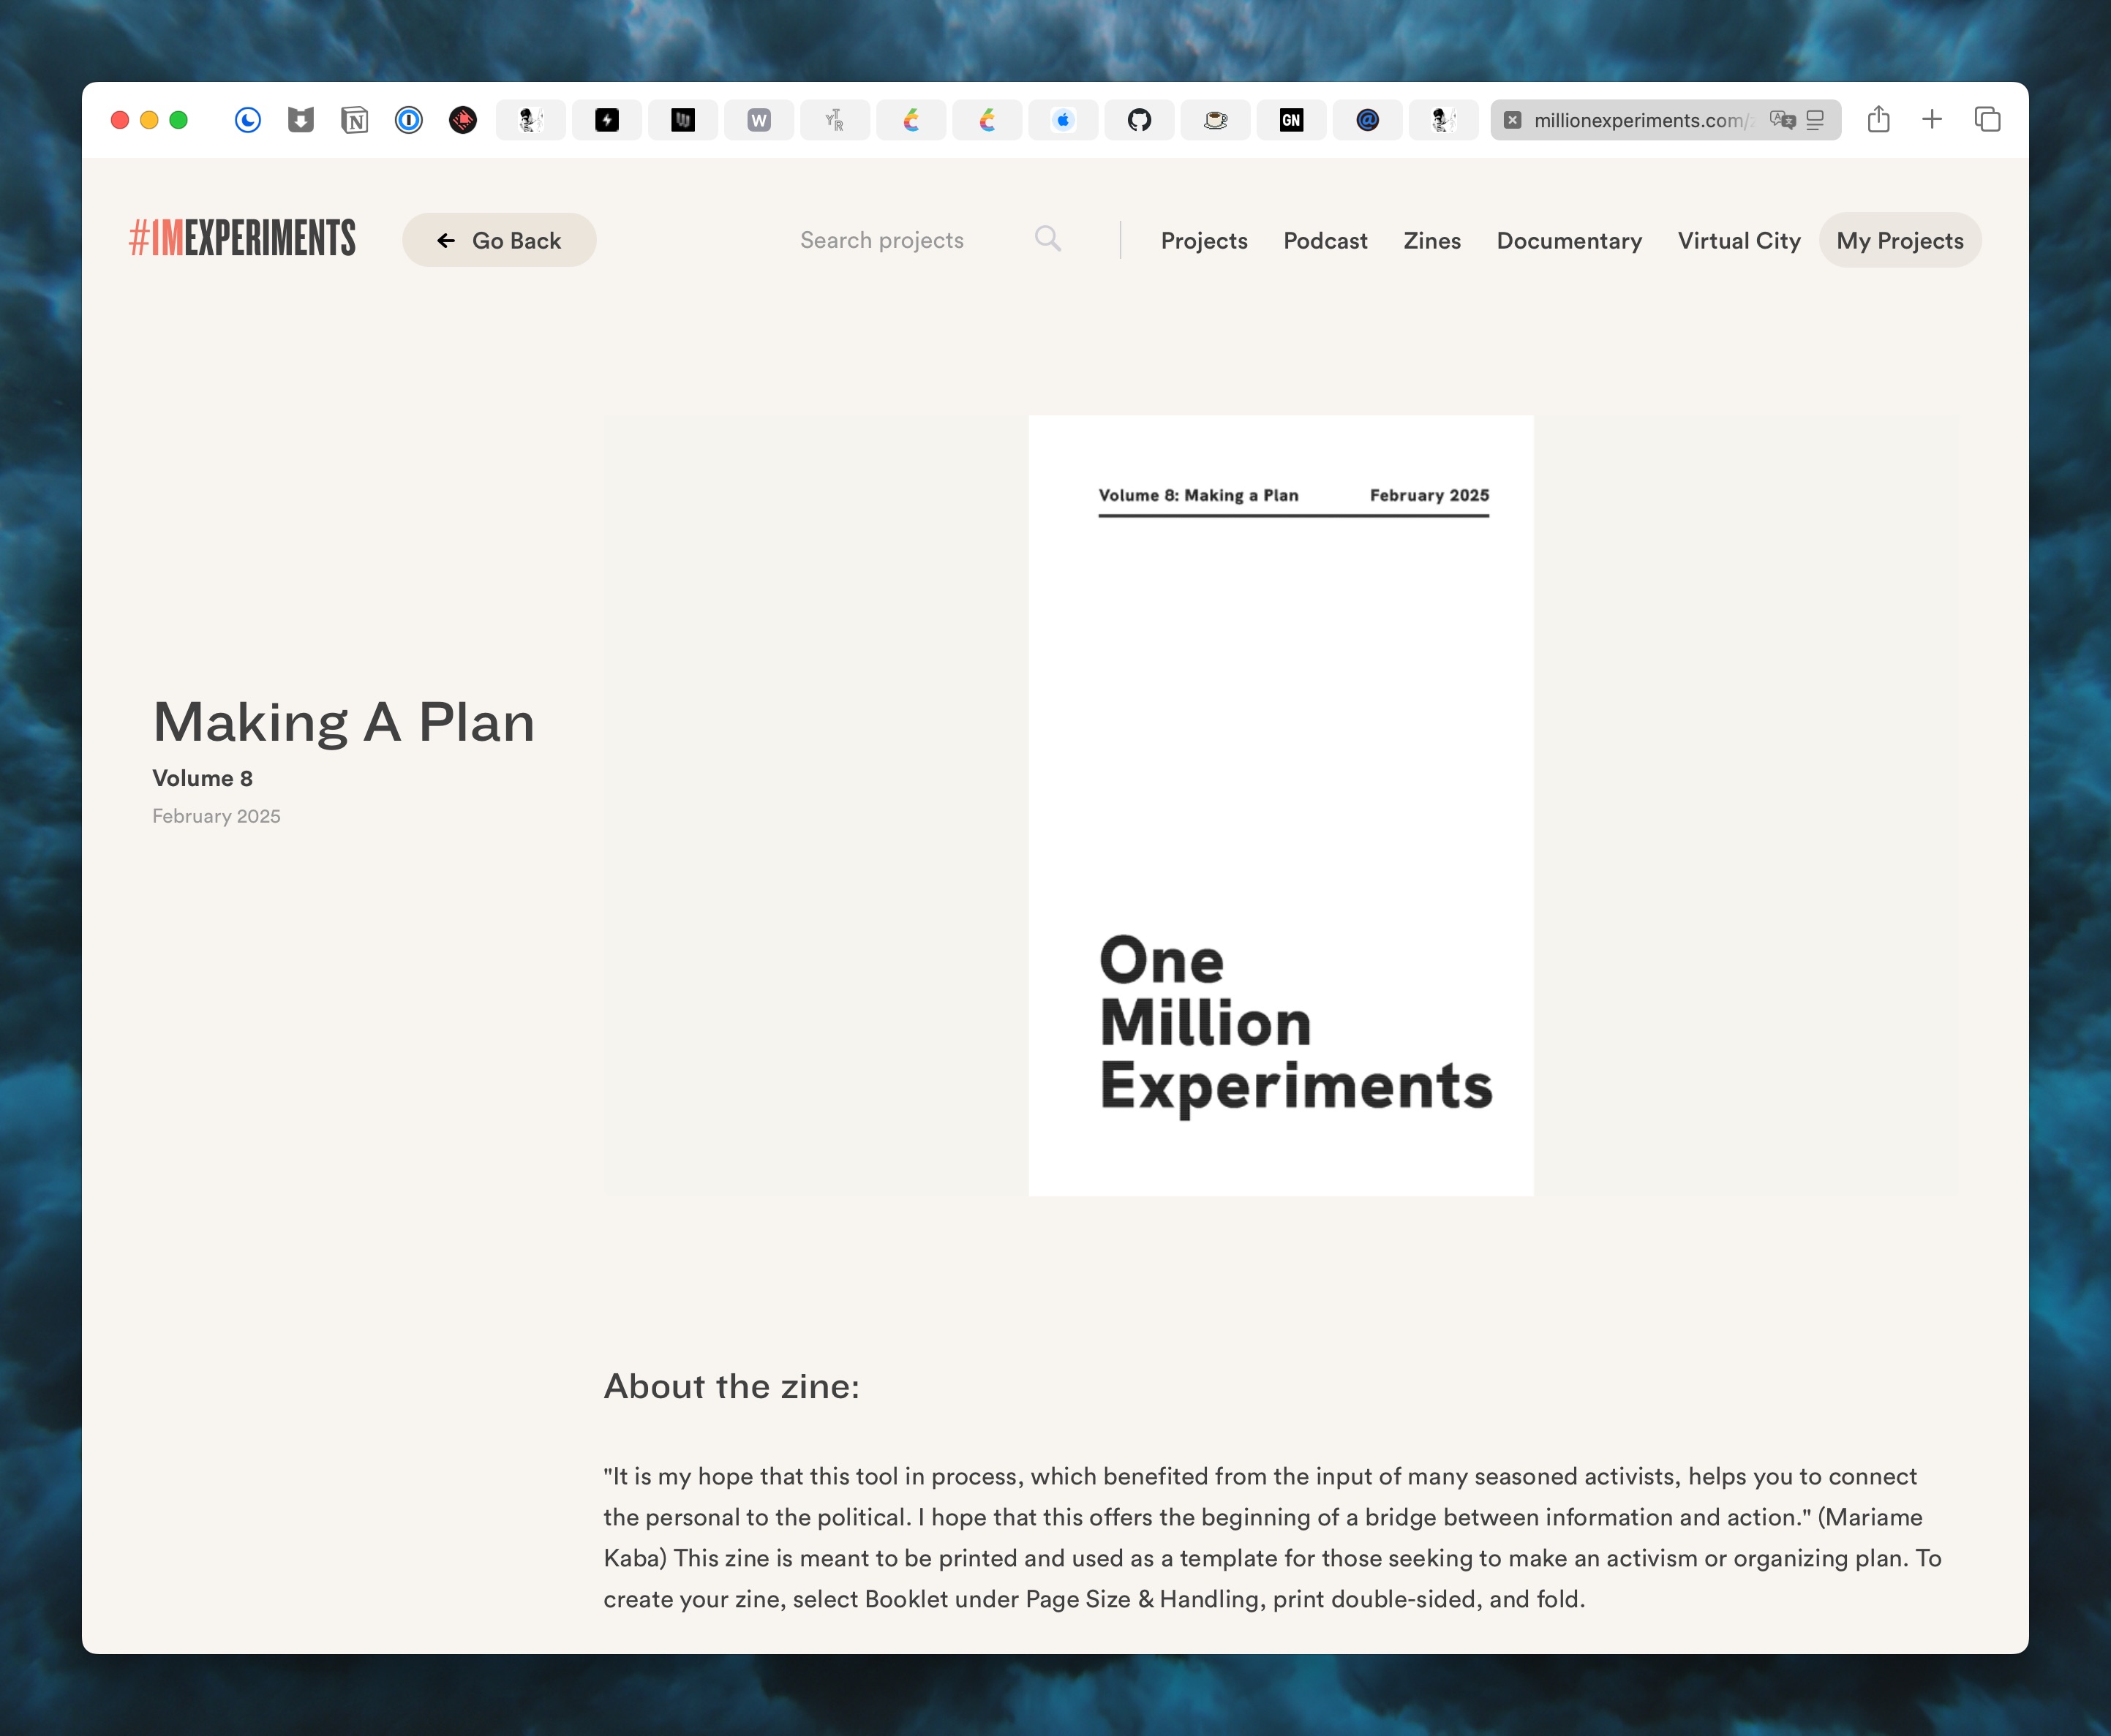 millionexperiments.com/
#1MEXPERIMENTS
Go Back
Search projects
Projects
Podcast
Zines
Documentary
Virtual City
My Projects
Volume 8: Making a Plan
February 2025
One
Million
Experiments
Making A Plan
Volume 8
February 2025
About the zine:
"It is my hope that this tool in process, which benefited from the input of many seasoned activists, helps you to connect
the personal to the political. I hope that this offers the beginning of a bridge between information and action." (Mariame
Kaba) This zine is meant to be printed and used as a template for those seeking to make an activism or organizing plan. To
create your zine, select Booklet under Page Size & Handling, print double-sided, and fold.